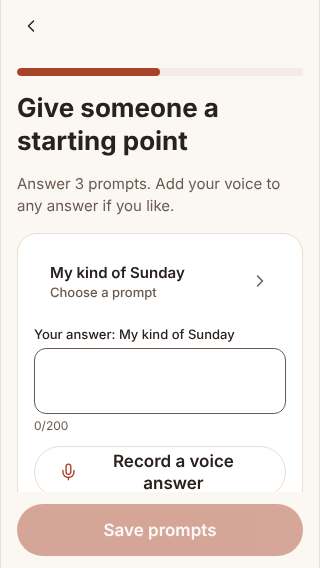 Give someone a
starting point
Answer 3 prompts. Add your voice to
any answer if you like.
My kind of Sunday
Choose a prompt
Your answer: My kind of Sunday
0/200
Record a voice
answer
Save prompts